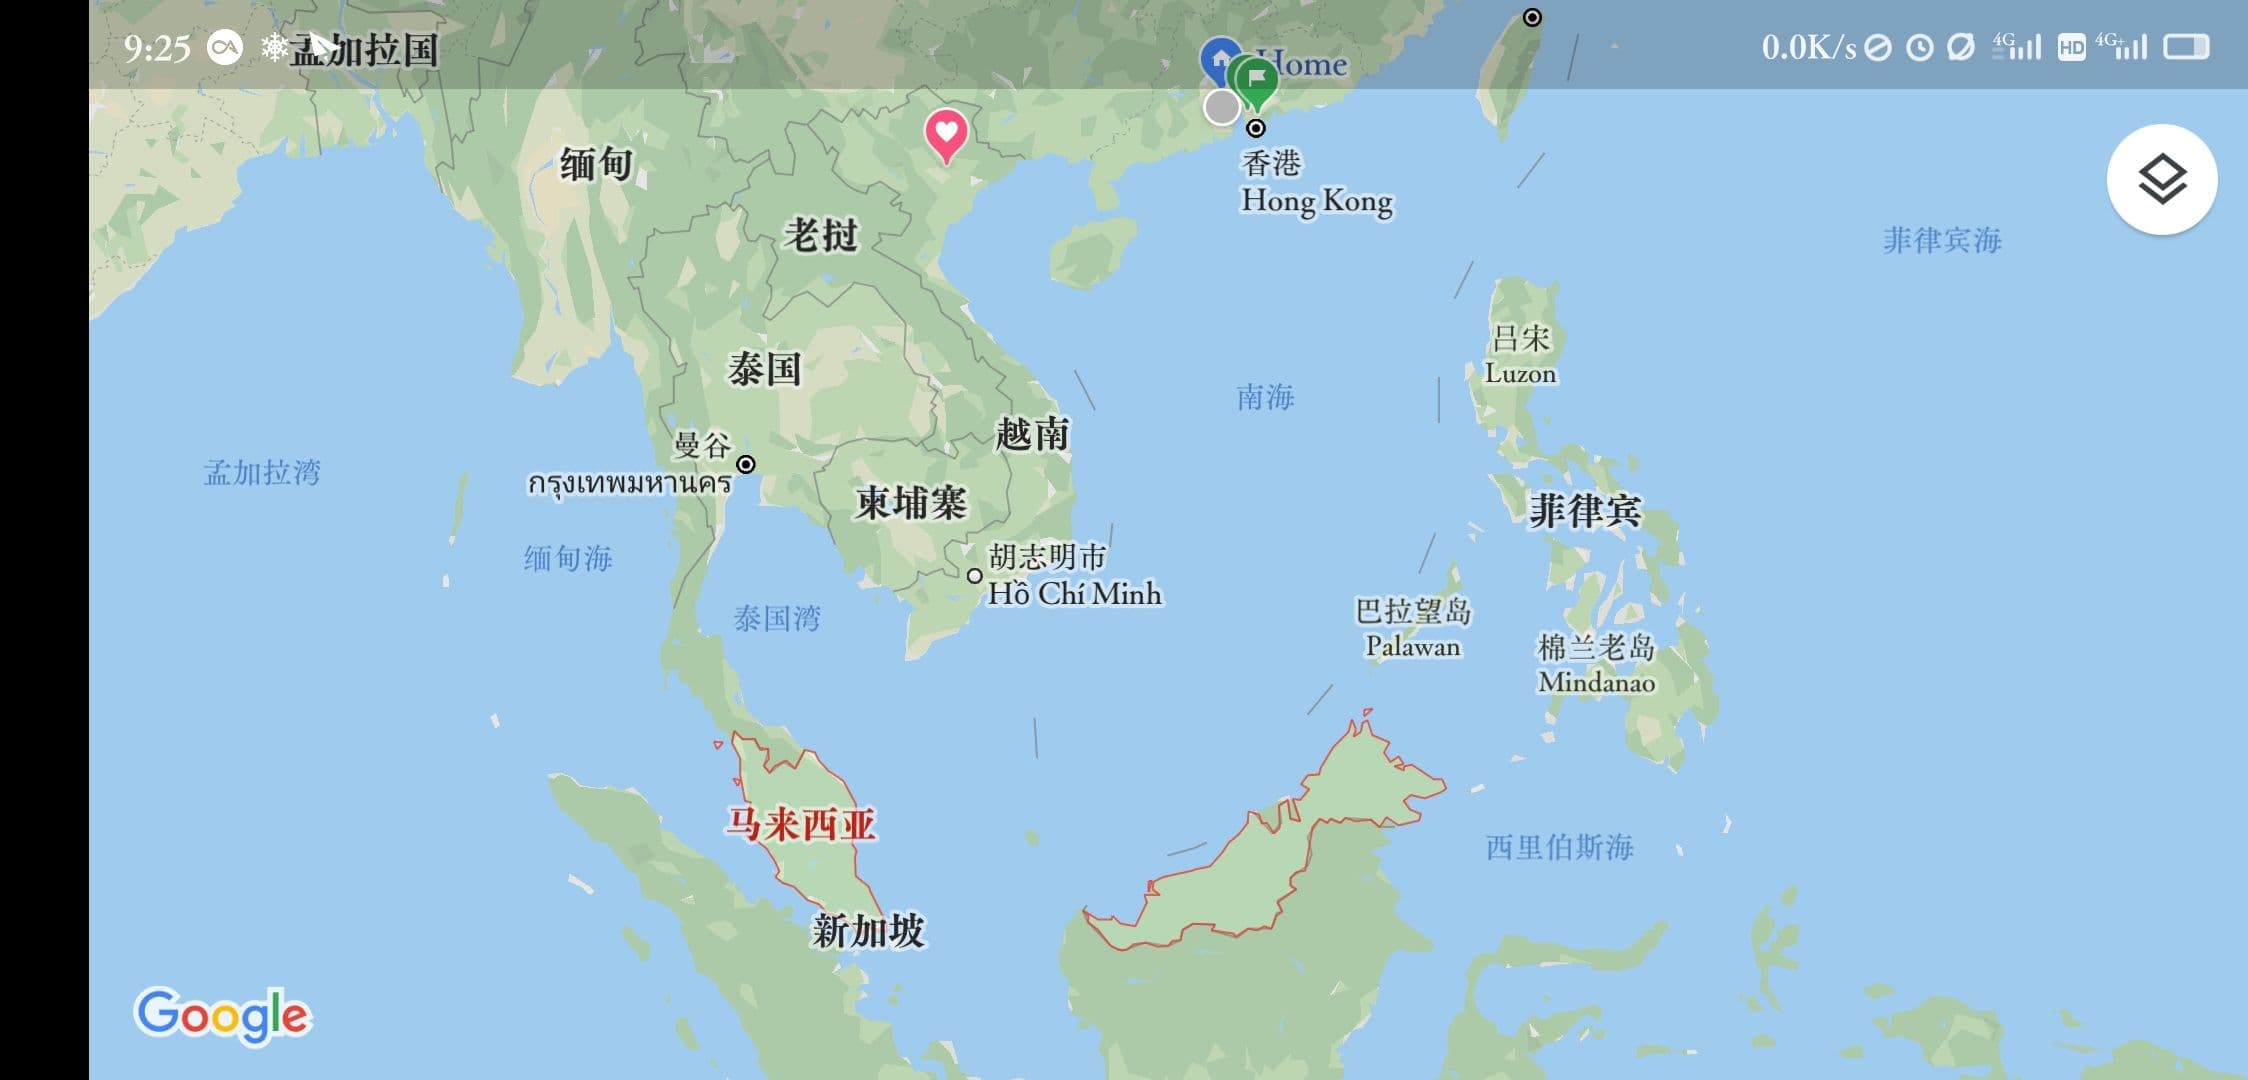 9:25
0.0K/s
4G
HD
4G+
孟加拉国
Home
缅甸
香港
Hong Kong
老挝
菲律宾海
吕宋
Luzon
泰国
南海
越南
曼谷
กรุงเทพมหานคร
孟加拉湾
柬埔寨
菲律宾
缅甸海
胡志明市
Hồ Chí Minh
泰国湾
巴拉望岛
Palawan
棉兰老岛
Mindanao
马来西亚
西里伯斯海
新加坡
Google